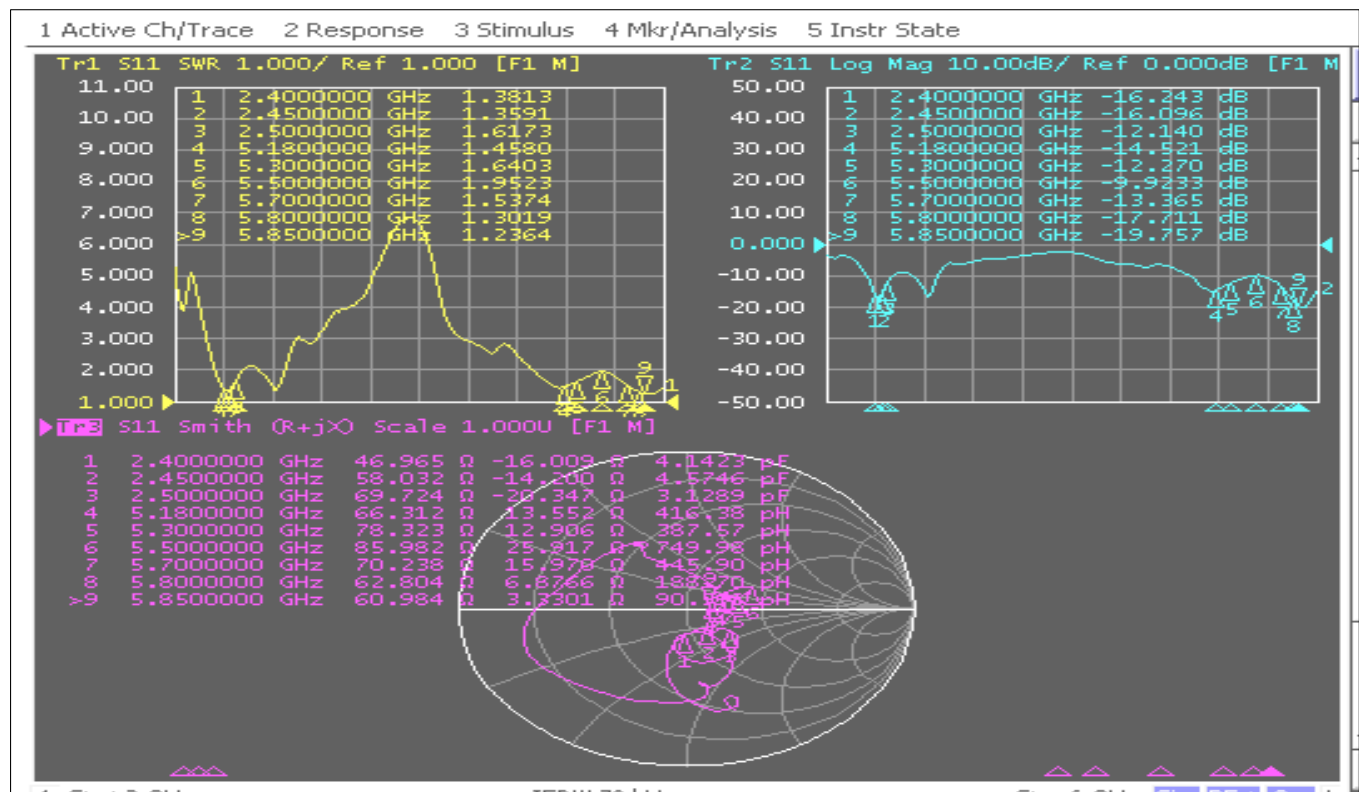 1 Active Ch/Trace 2 Response 3 Stimulus 4 Mkr/Analysis 5 Instr State
Tr1 S11 SWR 1.000/ Ref 1.000 [F1 M]
11.00
10.00
9.000
8.000
7.000
6.000
5.000
4.000
3.000
2.000
1.000
1 2.4000000 GHz 1.3813
2 2.4500000 GHz 1.3591
3 2.5000000 GHz 1.6173
4 5.1800000 GHz 1.4580
5 5.3000000 GHz 1.6403
6 5.5000000 GHz 1.9523
7 5.7000000 GHz 1.5374
8 5.8000000 GHz 1.3019
>9 5.8500000 GHz 1.2364
Tr2 S11 Log Mag 10.00dB/ Ref 0.000dB [F1 M
50.00
40.00
30.00
20.00
10.00
0.000
-10.00
-20.00
-30.00
-40.00
-50.00
1 2.4000000 GHz -16.243 dB
2 2.4500000 GHz -16.096 dB
3 2.5000000 GHz -12.140 dB
4 5.1800000 GHz -14.521 dB
5 5.3000000 GHz -12.270 dB
6 5.5000000 GHz -9.9233 dB
7 5.7000000 GHz -13.365 dB
8 5.8000000 GHz -17.711 dB
>9 5.8500000 GHz -19.757 dB
Tr3 S11 Smith (R+jX) Scale 1.000U [F1 M]
1 2.4000000 GHz 46.965 Ω -16.009 Ω 4.1423 pF
2 2.4500000 GHz 58.032 Ω -14.200 Ω 4.5746 pF
3 2.5000000 GHz 69.724 Ω Ω 3.1289 pF
4 5.1800000 GHz 66.312 Ω 13.552 Ω 416.38 pH
5 5.3000000 GHz 78.323 Ω 12.906 Ω 387.57 pH
6 5.5000000 GHz 85.982 Ω 25.917 Ω 749.98 pH
7 5.7000000 GHz 70.238 Ω Ω 445.90 pH
8 5.8000000 GHz 62.804 Ω 6.8766 Ω pH
>9 5.8500000 GHz 60.984 Ω 3.3301 Ω pH